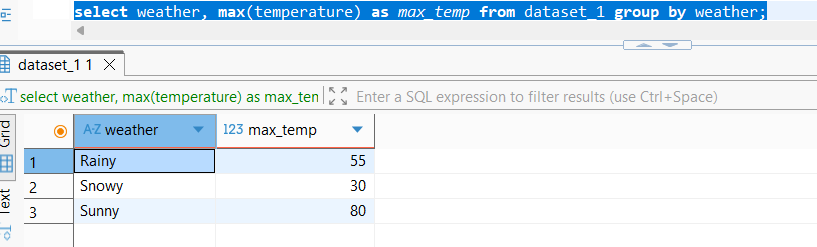 select weather, max(temperature) as max_temp from dataset_1 group by weather;
dataset_1 1
select weather, max(temperature) as max_ten Enter a SQL expression to filter results (use Ctrl+Space)
Grid
A-Z weather 123 max_temp
1 Rainy 55
2 Snowy 30
3 Sunny 80
Text